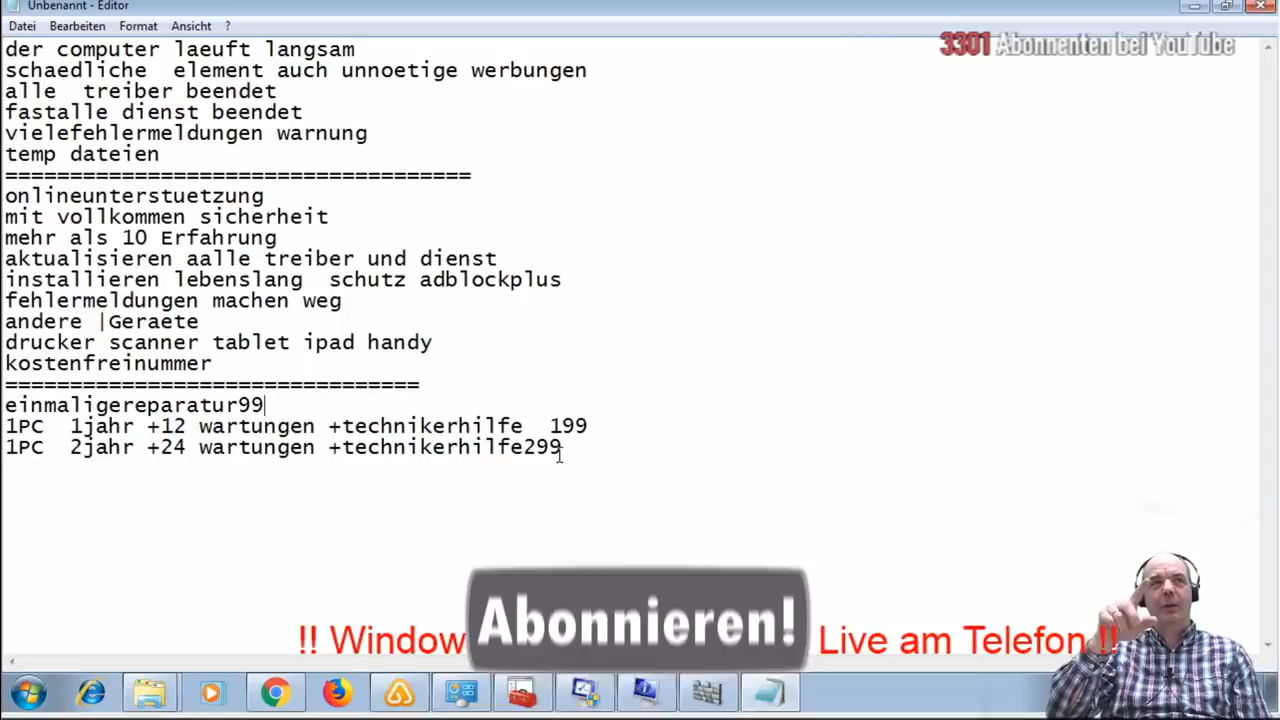 Unbenannt - Editor
Datei Bearbeiten Format Ansicht ?
3301 Abonnenten bei YouTube
der computer laeuft langsam
schaedliche  element auch unnoetige werbungen
alle  treiber beendet
fastalle dienst beendet
vielefehlermeldungen warnung
temp dateien
====================================
onlineunterstuetzung
mit vollkommen sicherheit
mehr als 10 Erfahrung
aktualisieren aalle treiber und dienst
installieren lebenslang  schutz adblockplus
fehlermeldungen machen weg
andere |Geraete
drucker scanner tablet ipad handy
kostenfreinummer
================================
einmaligereparatur99
1PC  1jahr +12 wartungen +technikerhilfe  199
1PC  2jahr +24 wartungen +technikerhilfe299
Abonnieren!
!! Window Live am Telefon !!